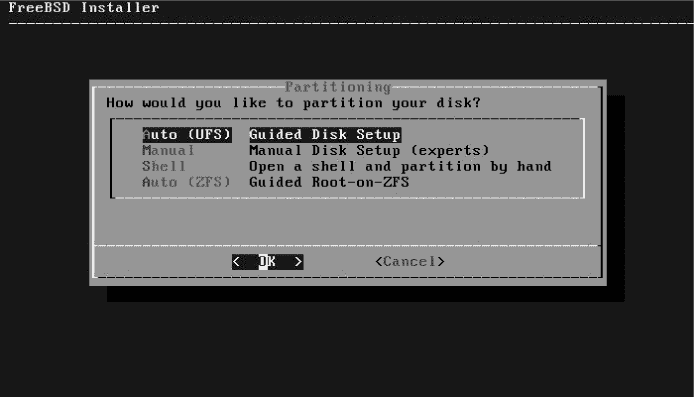 FreeBSD Installer
Partitioning
How would you like to partition your disk?
Auto (UFS) Guided Disk Setup
Manual Manual Disk Setup (experts)
Shell Open a shell and partition by hand
Auto (ZFS) Guided Root-on-ZFS
< OK > <Cancel>